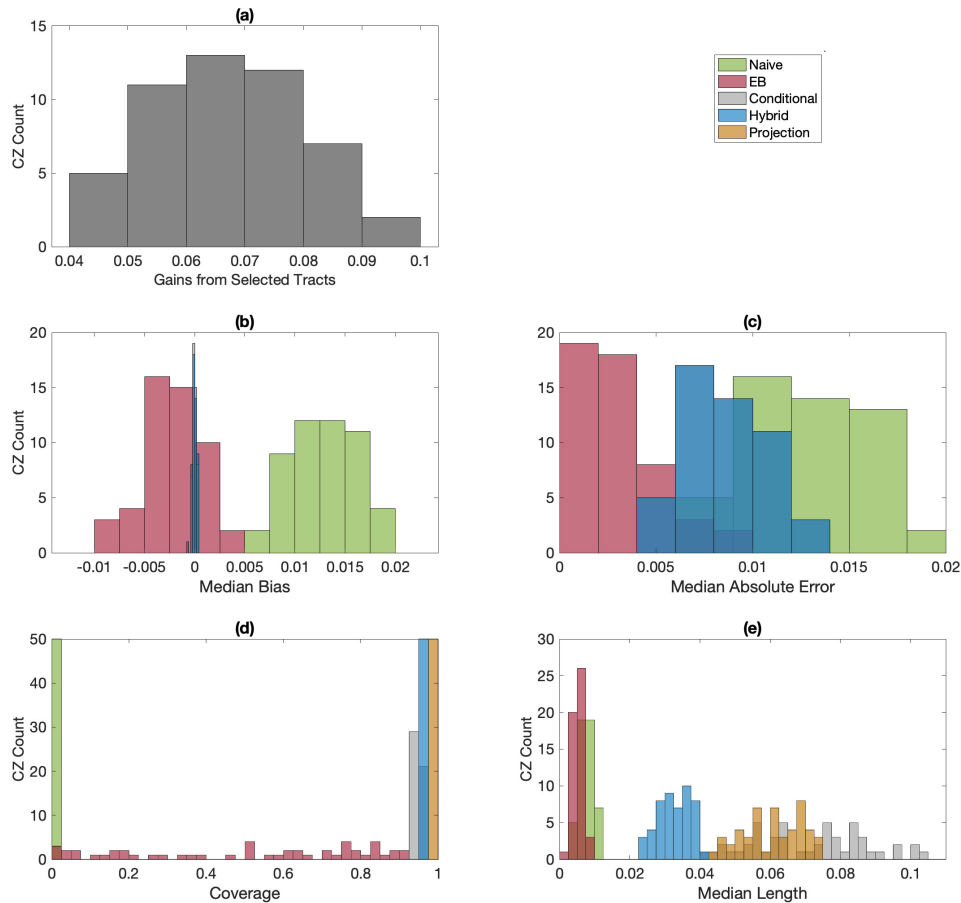 (a)
15
10
5
0
CZ Count
0.04 0.05 0.06 0.07 0.08 0.09 0.1
Gains from Selected Tracts
Naive
EB
Conditional
Hybrid
Projection
(b)
20
15
10
5
0
CZ Count
-0.01 -0.005 0 0.005 0.01 0.015 0.02
Median Bias
(c)
20
15
10
5
0
CZ Count
0 0.005 0.01 0.015 0.02
Median Absolute Error
(d)
50
40
30
20
10
0
CZ Count
0 0.2 0.4 0.6 0.8 1
Coverage
(e)
30
25
20
15
10
5
0
CZ Count
0 0.02 0.04 0.06 0.08 0.1
Median Length